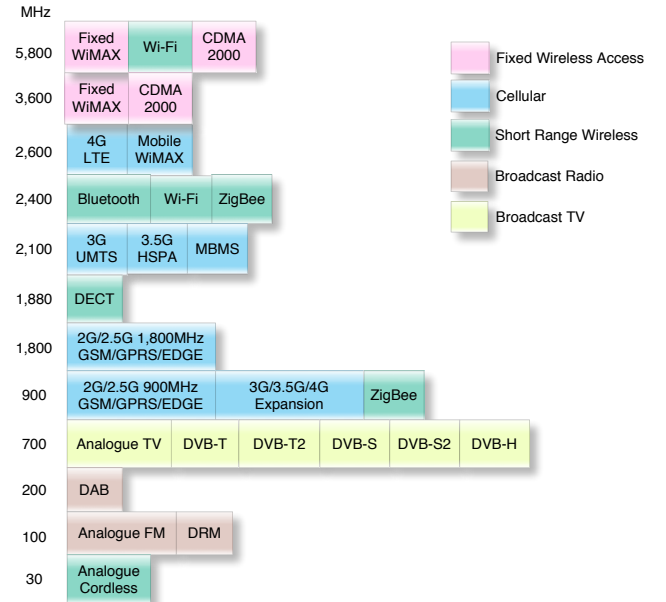 MHz
5,800
Fixed
WiMAX
Wi-Fi
CDMA
2000
3,600
Fixed
WiMAX
CDMA
2000
2,600
4G
LTE
Mobile
WiMAX
2,400
Bluetooth
Wi-Fi
ZigBee
2,100
3G
UMTS
3.5G
HSPA
MBMS
1,880
DECT
1,800
2G/2.5G 1,800MHz
GSM/GPRS/EDGE
900
2G/2.5G 900MHz
GSM/GPRS/EDGE
3G/3.5G/4G
Expansion
ZigBee
700
Analogue TV
DVB-T
DVB-T2
DVB-S
DVB-S2
DVB-H
200
DAB
100
Analogue FM
DRM
30
Analogue
Cordless
Fixed Wireless Access
Cellular
Short Range Wireless
Broadcast Radio
Broadcast TV